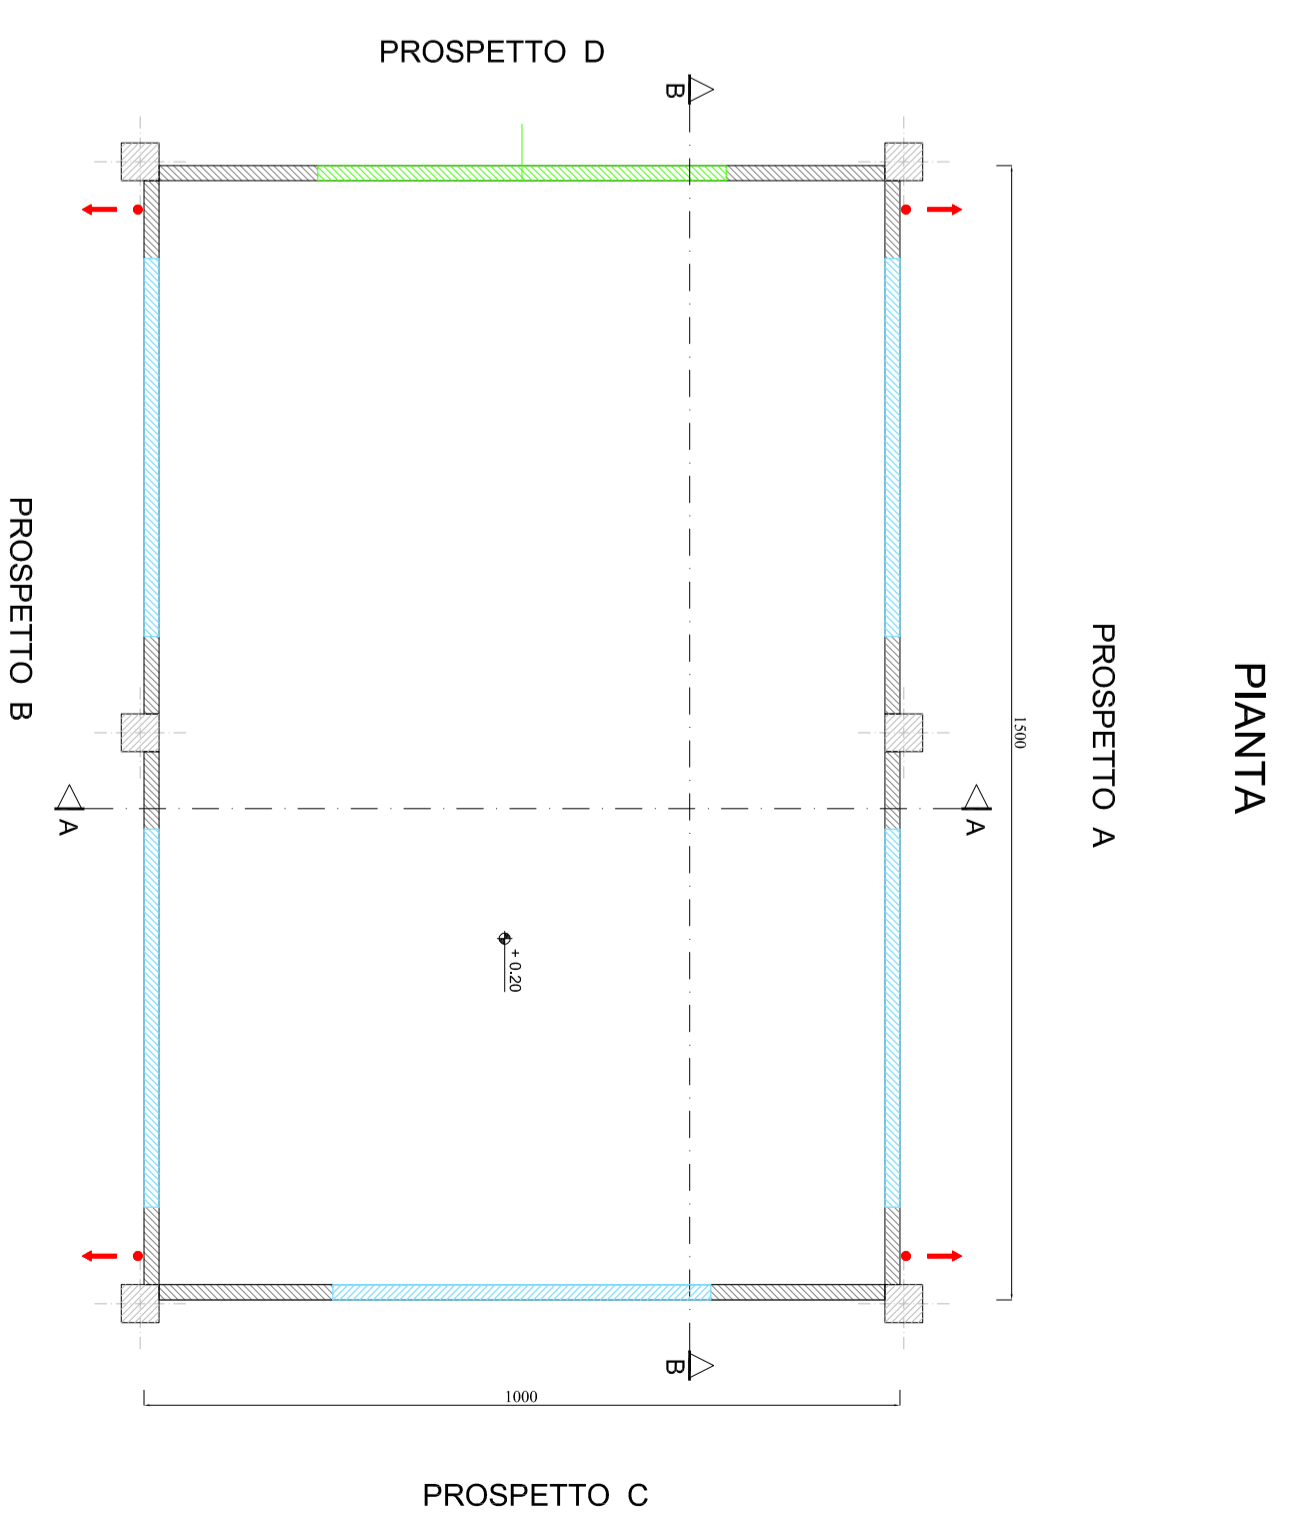 PROSPETTO D
B
PROSPETTO B
1500
PROSPETTO A
PIANTA
A
A
+ 0.20
B
1000
PROSPETTO C